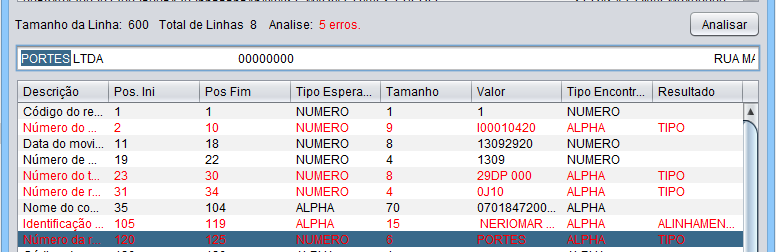 Tamanho da Linha: 600 Total de Linhas 8 Analise: 5 erros. Analisar
PORTES LTDA 00000000 RUA MA
Descrição Pos. Ini Pos Fim Tipo Espera... Tamanho Valor Tipo Encontr... Resultado
Código do re... 1 1 NUMERO 1 1 NUMERO
Número do ... 2 10 NUMERO 9 I00010420 ALPHA TIPO
Data do movi... 11 18 NUMERO 8 13092920 NUMERO
Número de ... 19 22 NUMERO 4 1309 NUMERO
Número do t... 23 30 NUMERO 8 29DP 000 ALPHA TIPO
Número de r... 31 34 NUMERO 4 0J10 ALPHA TIPO
Nome do co... 35 104 ALPHA 70 0701847200... ALPHA
Identificação ... 105 119 ALPHA 15 NERIOMAR ... ALPHA ALINHAMEN...
Número da r... 120 125 NUMERO 6 PORTES ALPHA TIPO